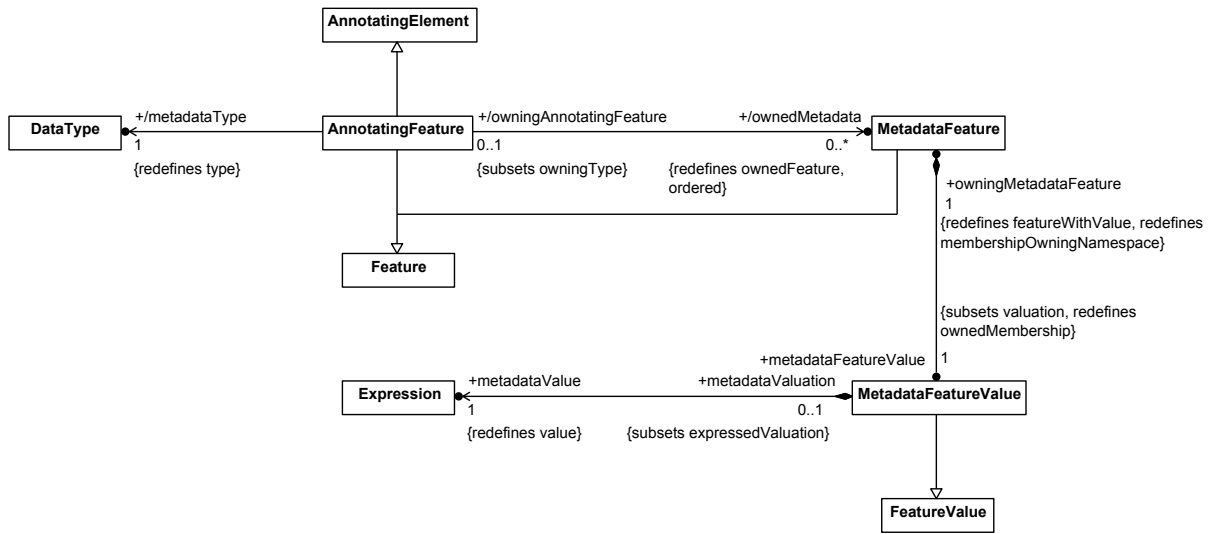 AnnotatingElement
+/metadataType
+/owningAnnotatingFeature
+/ownedMetadata
DataType
AnnotatingFeature
MetadataFeature
1
0..1
0..*
{redefines type}
{subsets owningType}
{redefines ownedFeature,
ordered}
+owningMetadataFeature
1
{redefines featureWithValue, redefines
membershipOwningNamespace}
Feature
{subsets valuation, redefines
ownedMembership}
+metadataFeatureValue
1
+metadataValue
+metadataValuation
Expression
MetadataFeatureValue
1
0..1
{redefines value}
{subsets expressedValuation}
FeatureValue